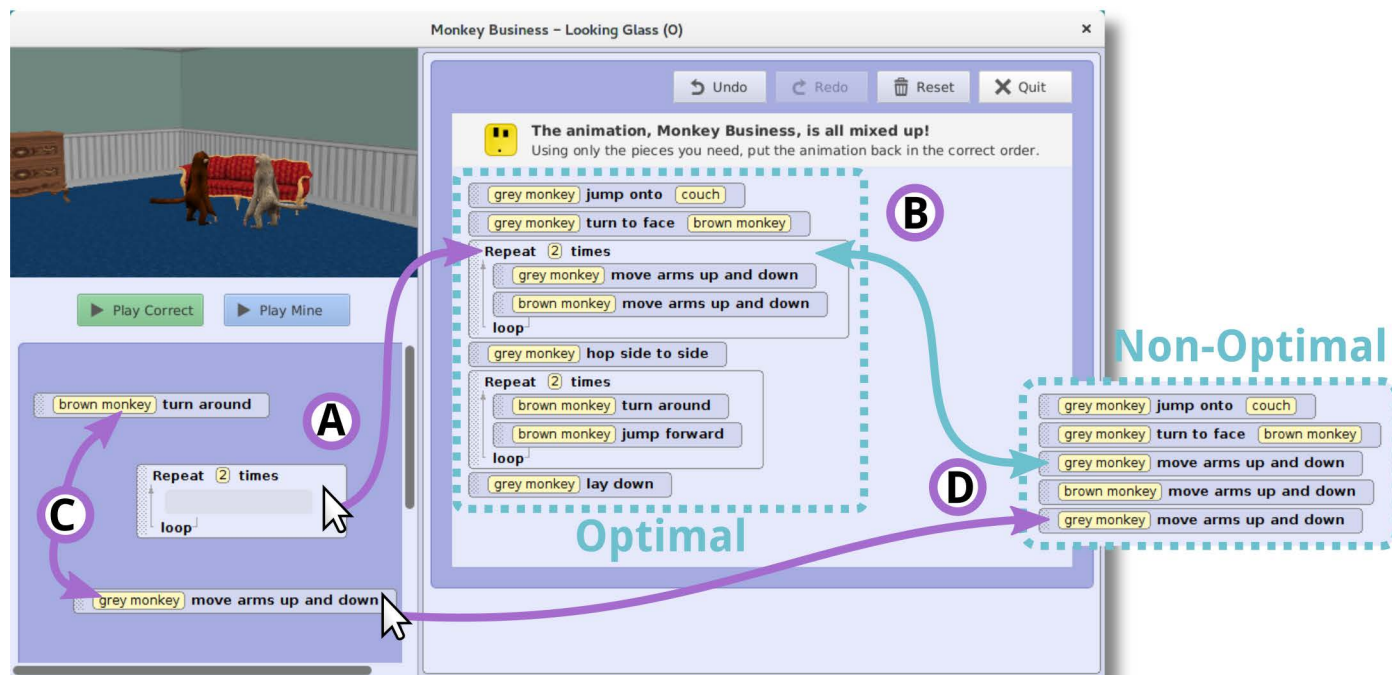 Monkey Business – Looking Glass (O)
×
Undo
Redo
Reset
Quit
The animation, Monkey Business, is all mixed up!
Using only the pieces you need, put the animation back in the correct order.
Play Correct
Play Mine
brown monkey turn around
Repeat 2 times
loop
grey monkey move arms up and down
A
C
grey monkey jump onto couch
grey monkey turn to face brown monkey
Repeat 2 times
grey monkey move arms up and down
brown monkey move arms up and down
loop
grey monkey hop side to side
Repeat 2 times
brown monkey turn around
brown monkey jump forward
loop
grey monkey lay down
Optimal
B
D
Non-Optimal
grey monkey jump onto couch
grey monkey turn to face brown monkey
grey monkey move arms up and down
brown monkey move arms up and down
grey monkey move arms up and down